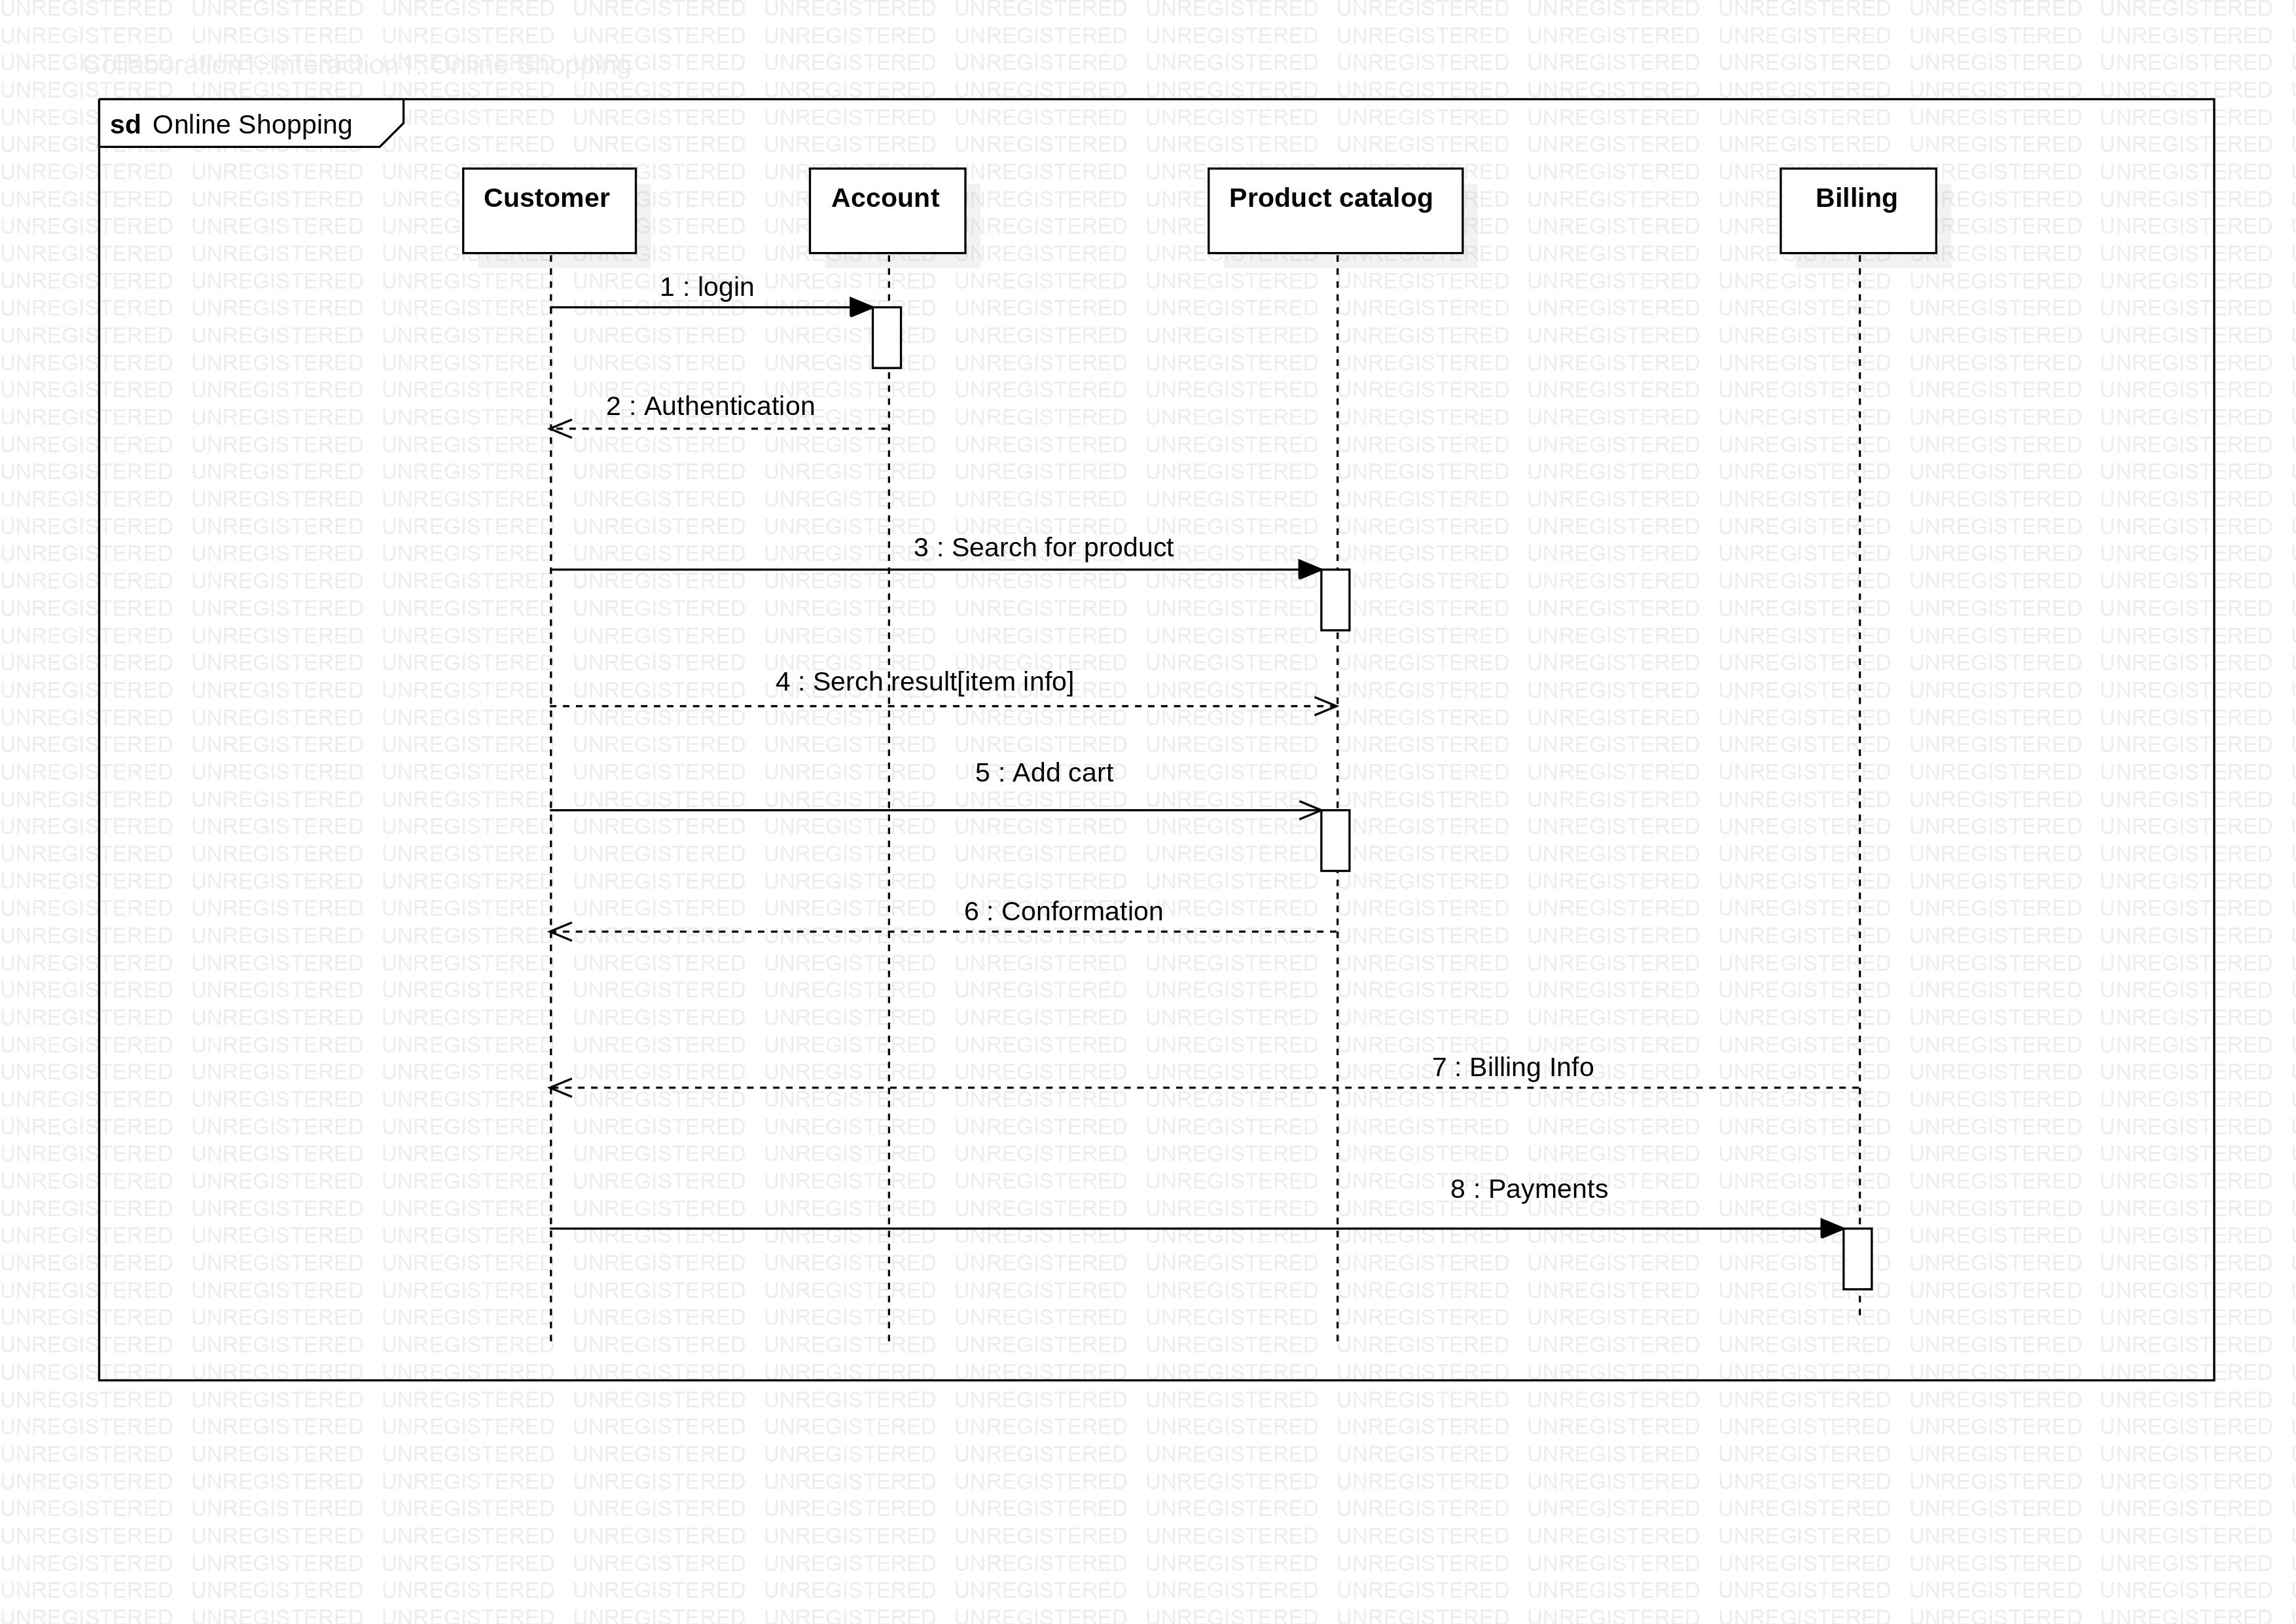 Collaboration1::Interaction1::Online Shopping
sd Online Shopping
Customer
Account
Product catalog
Billing
1 : login
2 : Authentication
3 : Search for product
4 : Serch result[item info]
5 : Add cart
6 : Conformation
7 : Billing Info
8 : Payments
UNREGISTERED